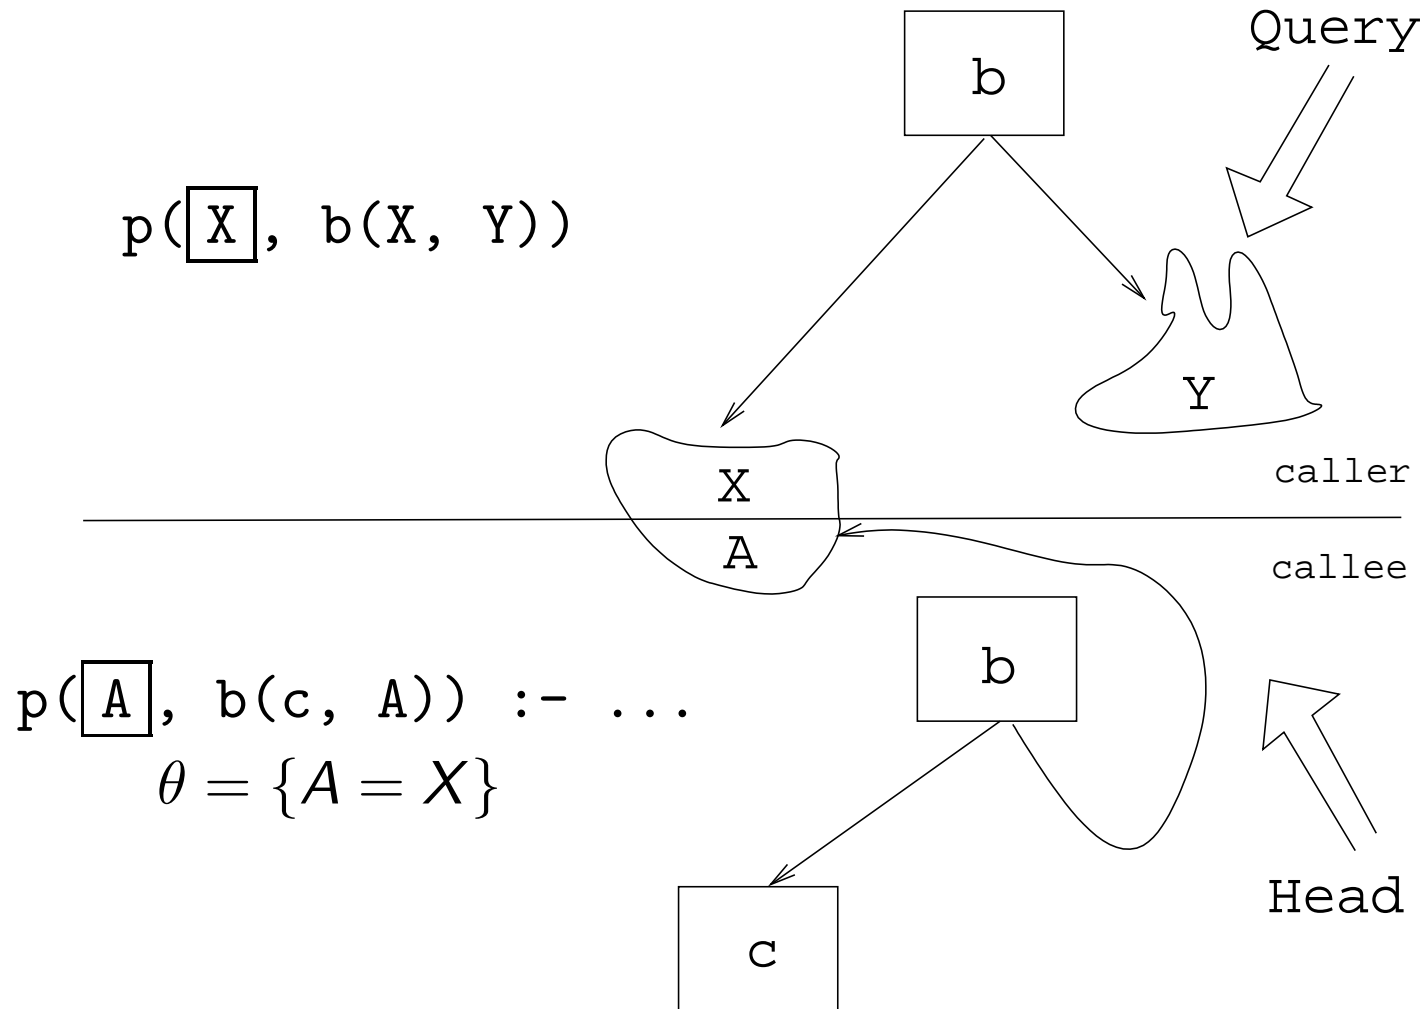 b
Query
p(X, b(X, Y))
Y
X
caller
A
callee
b
p(A, b(c, A)) :- ...
θ = {A = X}
Head
c